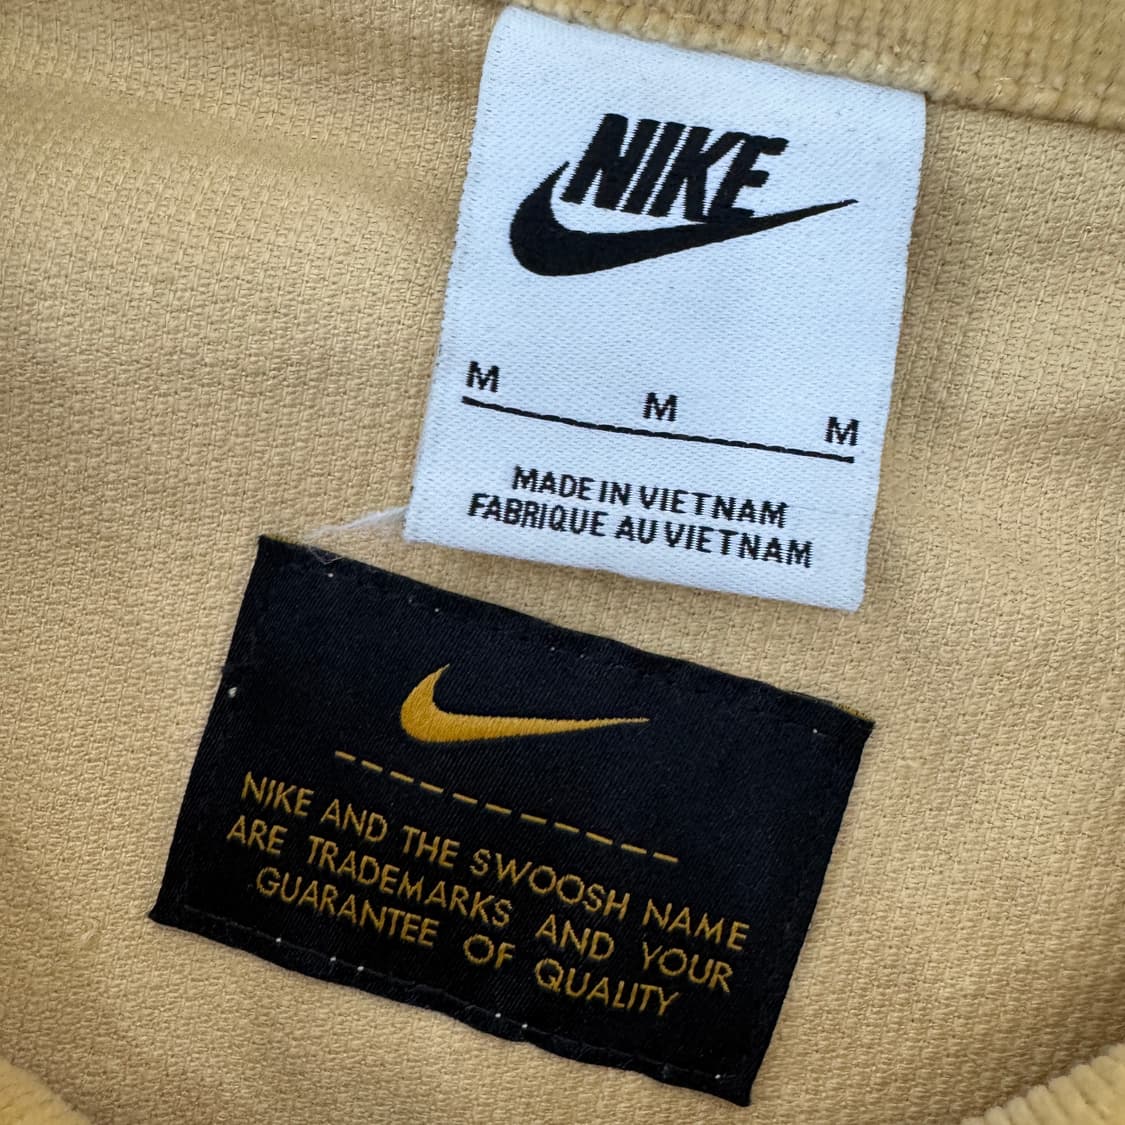 NIKE
M M M
MADE IN VIETNAM
FABRIQUE AU VIETNAM
NIKE AND THE SWOOSH NAME
ARE TRADEMARKS AND YOUR
GUARANTEE OF QUALITY